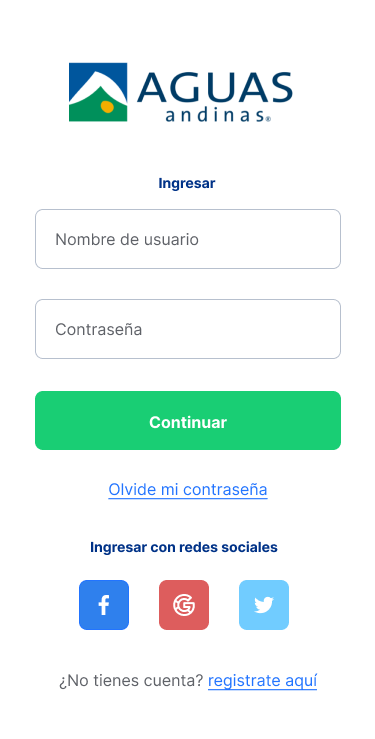 AGUAS
andinas®
Ingresar
Nombre de usuario
Contraseña
Continuar
Olvide mi contraseña
Ingresar con redes sociales
¿No tienes cuenta? registrate aquí